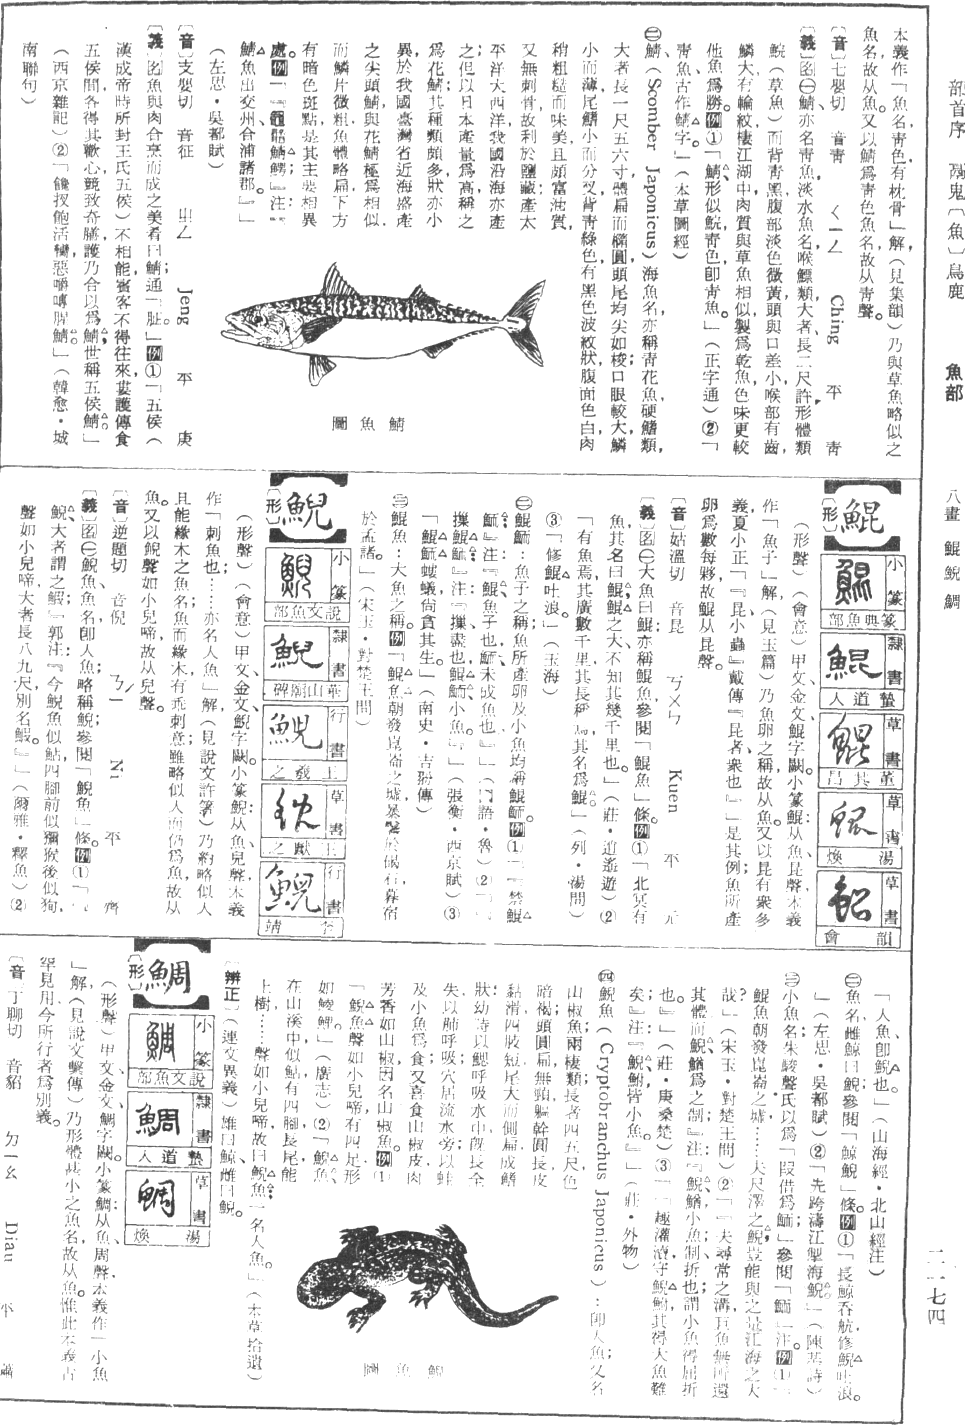 部首序
鬼〔魚〕鳥鹿
魚部
八畫 鯤 鯢 鯛
二一七四
本義作「魚名青色有枕骨」解（見集韻）乃與草魚略似之
魚名故从魚。又以鯖爲青色魚名故从青聲。
〔音〕七嬰切 音青 ㄑㄧㄥ Ching 平 青
〔義〕名㊀鯖亦名青魚淡水魚名喉鰾類大者長二尺許形體類
鯇（草魚）而背青黑腹部淡色微黃頭與口差小喉部有齒
鱗大有輪紋棲江湖中肉質與草魚相似製爲乾魚色味更較
他魚爲勝。例①「鯖形似鯇青色卽青魚。」（正字通）②「
青魚古作鯖字。」（本草圖經）
㊁鯖（Scomber Japonicus）海魚名亦稱青花魚硬鰭類，
大者長一尺五六寸體扁而橢圓頭尾均尖如梭口眼較大鱗
小而薄尾鰭小而分叉背青綠色有黑色波紋狀腹面色白肉
稍粗糙而味美且頗富油質
又無刺骨故利於鹽藏產太
平洋大西洋我國沿海亦產
之但以日本產量爲高稱之
爲花鯖其種類頗多狀亦小
異於我國臺灣省近海盛產
之尖頭鯖與花鯖極爲相似
而鱗片微粗魚體略扁下方
有暗色斑點是其主要相異
鯖魚出交州合浦諸郡。』」
（左思・吳都賦）
鯖魚圖
〔音〕支嬰切 音征 ㄓㄥ Jeng 平 庚
〔義〕名魚與肉合烹而成之美肴曰鯖；通「䏣」。例①「五侯（
漢成帝時所封王氏五侯）不相能賓客不得往來婁護傳食
五侯間各得其歡心競致奇膳護乃合以爲鯖世稱五侯鯖」
（西京雜記）②「饞扠飽活臠惡嚼嚊腥鯖。」（韓愈・城
南聯句）
鯤
〔形〕
小篆 篆典魚部
隸書 蟄道人
草書 董其昌
草書 湯煥
草書 韻會
（形聲）（會意）甲文金文鯤字闕。小篆鯤：从魚昆聲本義
作「魚子」解（見玉篇）乃魚卵之稱故从魚。又以昆有衆多
義夏小正「『昆小蟲』戴傳『昆者衆也』」是其例魚所產
卵爲數每夥故鯤从昆聲。
〔音〕姑溫切 音昆 ㄎㄨㄣ Kuen 平 元
〔義〕名㊀大魚曰鯤；亦稱鯤魚參閱「鯤魚」條。例①「北冥有
魚其名曰鯤鯤之大不知其幾千里也。」（莊・逍遙遊）②
「有魚焉其廣數千里其長稱焉其名爲鯤。」（列・湯問）
③「修鯤吐浪。」（玉海）
㊁鯤鮞：魚子之稱；魚所產卵及小魚均稱鯤鮞。例①「『禁鯤
鮞』注：『鯤魚子也鮞未成魚也』」（國語・魯）②「『
摷鯤鮞』注：『摷盡也鯤鮞小魚。』」（張衡・西京賦）③
「鯤鮞螻蟻尚貪其生。」（南史・吉翂傳）
㊂鯤魚：大魚之稱。例「鯤魚朝發崑崙之墟暴鬐於碣石暮宿
於孟諸。」（宋玉・對楚王問）
鯢
〔形〕
小篆 說文魚部
隸書 華山廟碑
行書 王羲之
草書 王獻之
行書
（形聲）（會意）甲文金文鯢字闕。小篆鯢：从魚兒聲本義
作「刺魚也……亦名人魚」解（見說文許箸）乃約略似人
且能緣木之魚名；魚而緣木有乖刺意雖略似人而仍爲魚故从
魚。又以鯢聲如小兒啼故从兒聲。
〔音〕逆題切 音倪 ㄋㄧˊ Ni 平 齊
〔義〕名㊀鯢魚魚名卽人魚；略稱鯢參閱「鯢魚」條。例①「『
鯢大者謂之鰕』郭注：『今鯢魚似鮎四腳前似獼猴後似狗
聲如小兒啼大者長八九尺別名鰕。』」（爾雅・釋魚）②
「人魚卽鯢也。」（山海經・北山經注）
㊁魚名雌鯨曰鯢參閱「鯨鯢」條。例①「長鯨吞航修鯢吐浪。
」（左思・吳都賦）②「先跨濤江掣海鯢」（陳基詩）
㊂小魚名；朱駿聲氏以爲「叚借爲鮞」參閱「鮞」注。例①「
鯤魚朝發崑崙之墟……夫尺澤之鯢豈能與之量江海之大
哉？」（宋玉・對楚王問）②「『夫尋常之溝巨魚無所還
其體而鯢鰌爲之制』注：『鯢鰌小魚制折也謂小魚得屈折
也。』」（莊・庚桑楚）③「『趣灌瀆守鯢鮒其得大魚難
矣』注：『鯢鮒皆小魚。』」（莊・外物）
㊃鯢魚（Cryptobranchus Japonicus）：卽人魚；又名
山椒魚兩棲類長者四五尺色
暗褐頭圓扁無頸軀幹圓長皮
黏滑四肢短尾大而側扁成鰭
狀幼時以鰓呼吸水中旣長全
失以肺呼吸穴居流水旁以蛙
及小魚爲食又喜食山椒皮肉
芳香如山椒因名山椒魚。例①
「鯢魚聲如小兒啼有四足形
如鯪鯉」（廣志）②「鯢魚
在山溪中似鮎有四腳長尾能
上樹……聲如小兒啼故曰鯢魚一名人魚。」（本草拾遺）
鯢魚圖
〔辨正〕（連文異義）雄曰鯨雌曰鯢。
鯛
〔形〕
小篆 說文魚部
隸書 蟄道人
草書 湯煥
（形聲）甲文金文鯛字闕。小篆鯛：从魚周聲本義作「小魚
」解（見說文繫傳）乃形體甚小之魚名故从魚。惟此本義古
罕見用今所行者爲別義。
〔音〕丁聊切 音貂 ㄉㄧㄠ Diau 平 蕭